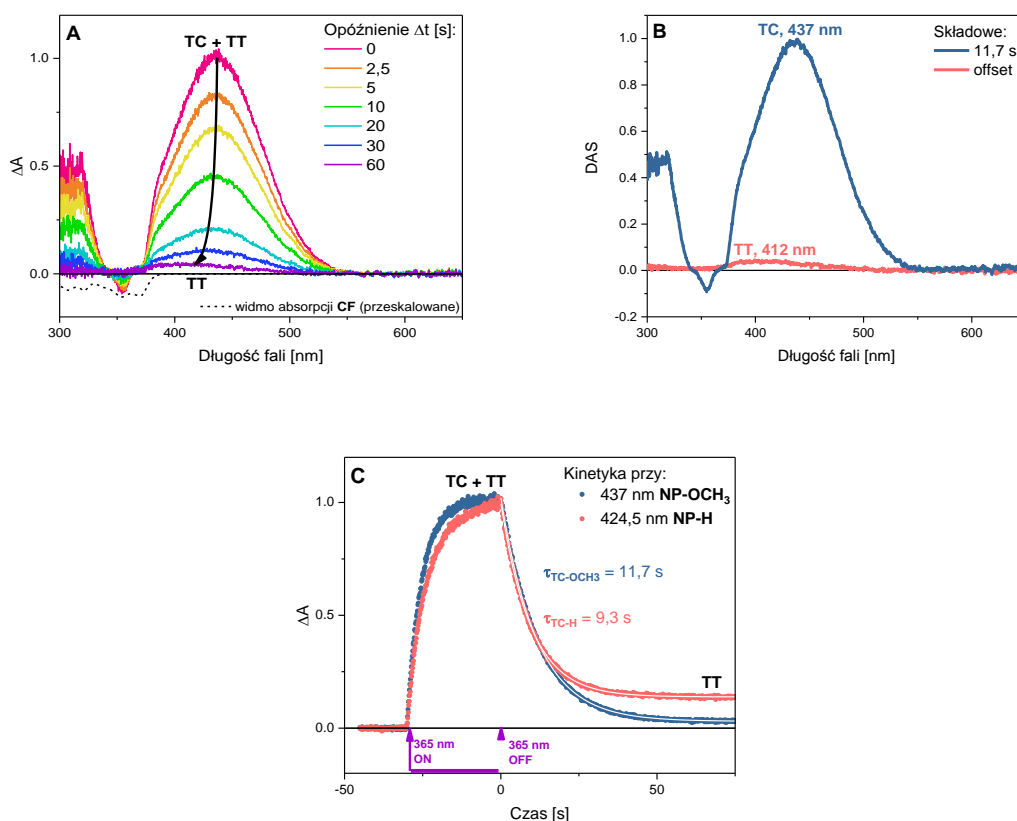 A
TC + TT
Opóźnienie Δt [s]:
0
2,5
5
10
20
30
60
1.0
0.5
0.0
ΔA
TT
widmo absorpcji CF (przeskalowane)
300 400 500 600
Długość fali [nm]
B
TC, 437 nm
Składowe:
11,7 s
offset
1.0
0.8
0.6
0.4
0.2
0.0
-0.2
DAS
TT, 412 nm
300 400 500 600
Długość fali [nm]
C
TC + TT
Kinetyka przy:
437 nm NP-OCH3
424,5 nm NP-H
1.0
0.5
0.0
ΔA
τTC-OCH3 = 11,7 s
τTC-H = 9,3 s
TT
365 nm
ON
365 nm
OFF
-50 0 50
Czas [s]